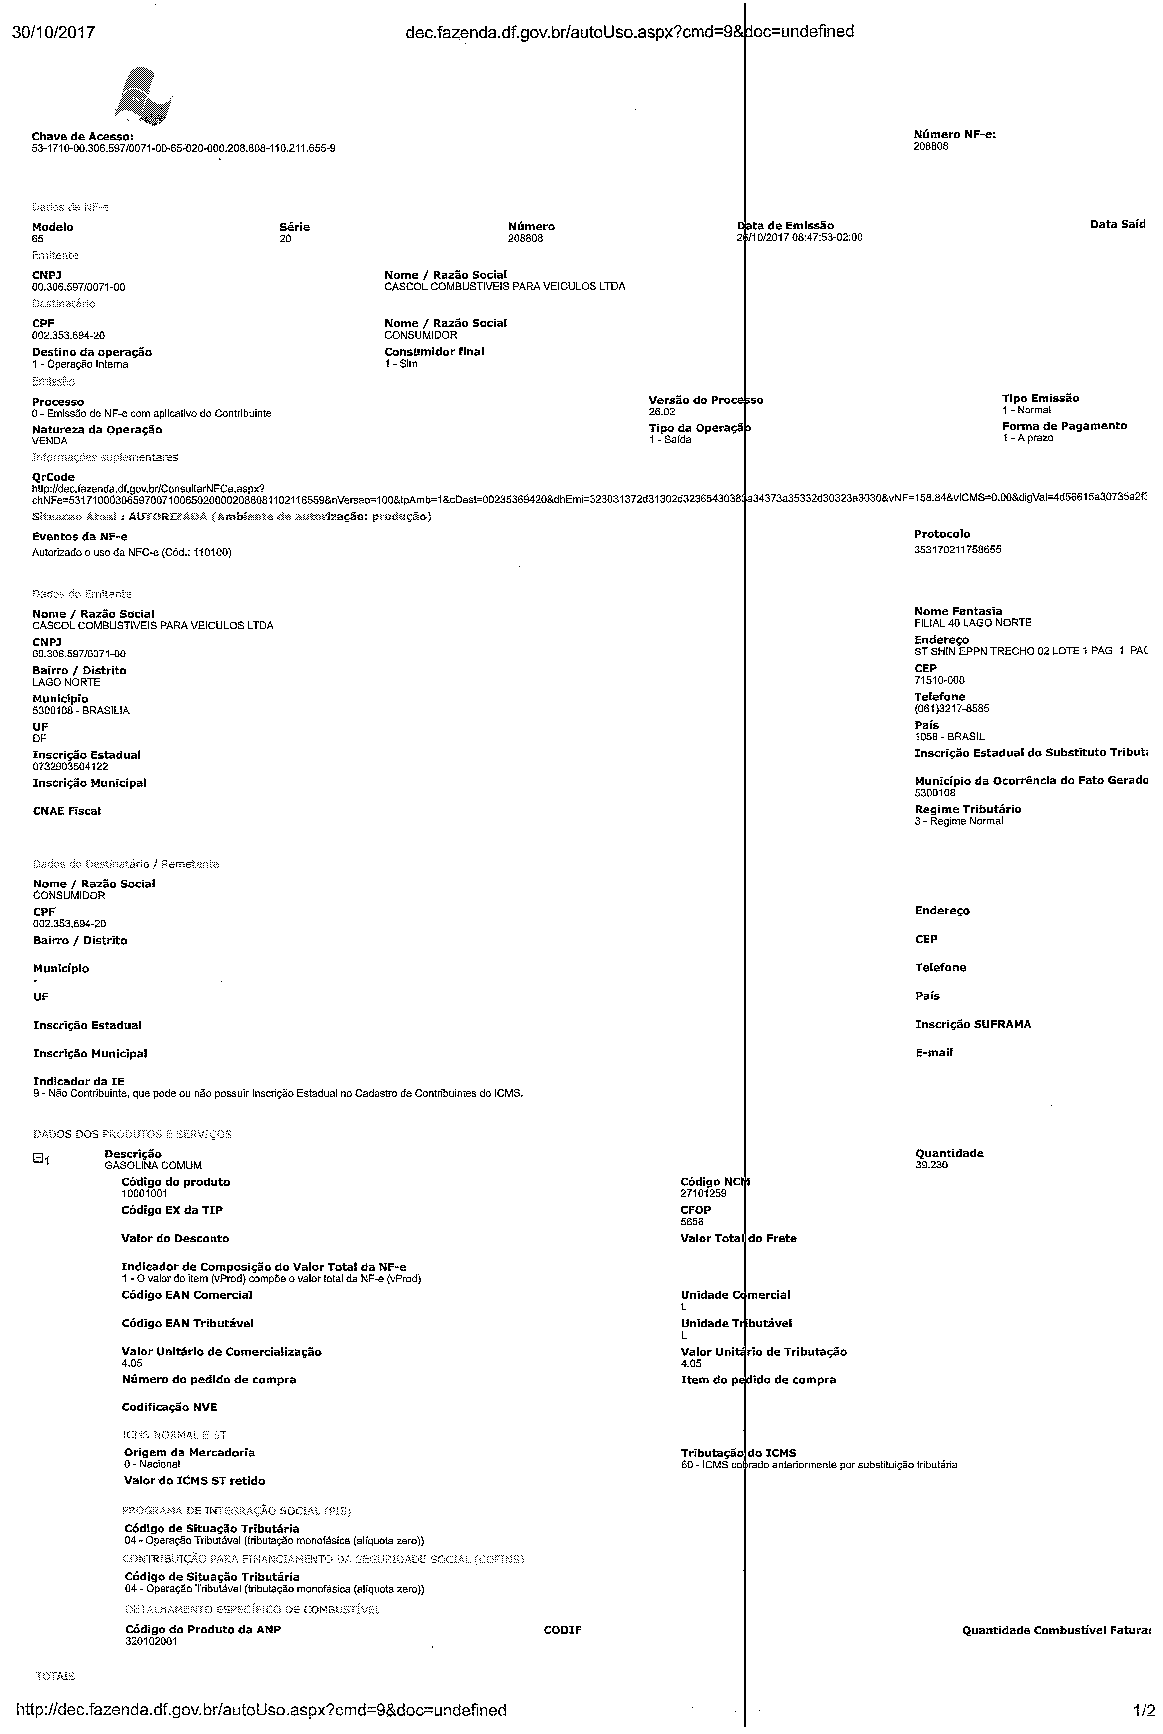 30/10/2017 dec.fazenda.df.gov.br/autoUso.aspx?cmd=9&doc=undefined
Chave de Acesso: Número NF-e:
53-1710-00.306.597/0071-00-65-020-000.208.808-110.211.655-9 208808
Dados da NF-e
Modelo Série Número Data de Emissão Data Saíd
65 20 208808 26/10/2017 08:47:53-02:00
Emitente
CNPJ Nome / Razão Social
00.306.597/0071-00 CASCOL COMBUSTIVEIS PARA VEICULOS LTDA
Destinatário
CPF Nome / Razão Social
002.353.694-20 CONSUMIDOR
Destino da operação Consumidor final
1 - Operação Interna 1 - Sim
Emissão
Processo Versão do Processo Tipo Emissão
0 - Emissão de NF-e com aplicativo do Contribuinte 26.02 1 - Normal
Natureza da Operação Tipo da Operação Forma de Pagamento
VENDA 1 - Saída 1 - A prazo
Informações suplementares
QrCode
http://dec.fazenda.df.gov.br/ConsultarNFCe.aspx?
chNFe=53171000306597007100650200002088081102116559&nVersao=100&tpAmb=1&cDest=00235369420&dhEmi=323031372d31302d32365430383a34373a35332d30323a3030&vNF=158.84&vICMS=0.00&digVal=4d56615a30735a2f3
Situacao Atual : AUTORIZADA (Ambiente de autorização: produção)
Eventos da NF-e Protocolo
Autorizado o uso da NFC-e (Cód.: 110100) 353170211758655
Dados do Emitente
Nome / Razão Social Nome Fantasia
CASCOL COMBUSTIVEIS PARA VEICULOS LTDA FILIAL 40 LAGO NORTE
CNPJ Endereço
00.306.597/0071-00 ST SHIN EPPN TRECHO 02 LOTE 1 PAG 1 PAC
Bairro / Distrito CEP
LAGO NORTE 71510-000
Município Telefone
5300108 - BRASILIA (061)3217-8585
UF País
DF 1058 - BRASIL
Inscrição Estadual Inscrição Estadual do Substituto Tribut
0732903504122
Inscrição Municipal Município da Ocorrência do Fato Gerado
5300108
CNAE Fiscal Regime Tributário
3 - Regime Normal
Dados do Destinatário / Remetente
Nome / Razão Social
CONSUMIDOR
CPF Endereço
002.353.694-20
Bairro / Distrito CEP
Município Telefone
-
UF País
Inscrição Estadual Inscrição SUFRAMA
Inscrição Municipal E-mail
Indicador da IE
9 - Não Contribuinte, que pode ou não possuir Inscrição Estadual no Cadastro de Contribuintes do ICMS.
DADOS DOS PRODUTOS E SERVIÇOS
1 Descrição Quantidade
GASOLINA COMUM 39.230
Código do produto Código NCM
10001001 27101259
Código EX da TIP CFOP
5656
Valor do Desconto Valor Total do Frete
Indicador de Composição do Valor Total da NF-e
1 - O valor do item (vProd) compõe o valor total da NF-e (vProd)
Código EAN Comercial Unidade Comercial
L
Código EAN Tributável Unidade Tributável
L
Valor Unitário de Comercialização Valor Unitário de Tributação
4.05 4.05
Número do pedido de compra Item do pedido de compra
Codificação NVE
ICMS NORMAL E ST
Origem da Mercadoria Tributação do ICMS
0 - Nacional 60 - ICMS cobrado anteriormente por substituição tributária
Valor do ICMS ST retido
PROGRAMA DE INTEGRAÇÃO SOCIAL (PIS)
Código de Situação Tributária
04 - Operação Tributável (tributação monofásica (alíquota zero))
CONTRIBUIÇÃO PARA FINANCIAMENTO DA SEGURIDADE SOCIAL (COFINS)
Código de Situação Tributária
04 - Operação Tributável (tributação monofásica (alíquota zero))
DETALHAMENTO ESPECÍFICO DE COMBUSTÍVEL
Código do Produto da ANP CODIF Quantidade Combustível Fatura
320102001
TOTAIS
http://dec.fazenda.df.gov.br/autoUso.aspx?cmd=9&doc=undefined 1/2